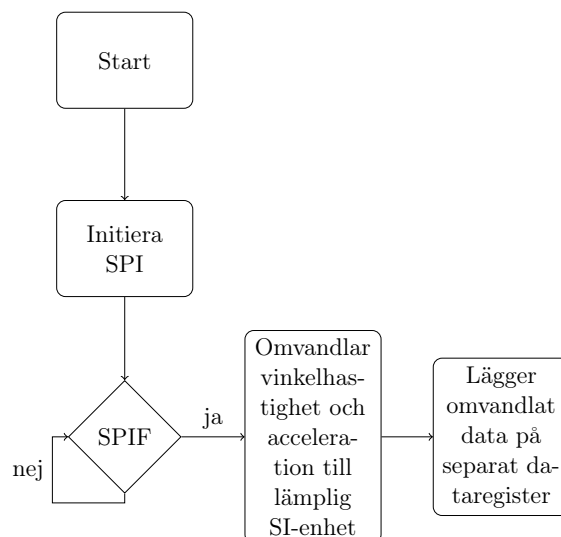 Start
Initiera
SPI
SPIF
ja
nej
Omvandlar
vinkelhas-
tighet och
accelera-
tion till
lämplig
SI-enhet
Lägger
omvandlat
data på
separat da-
taregister